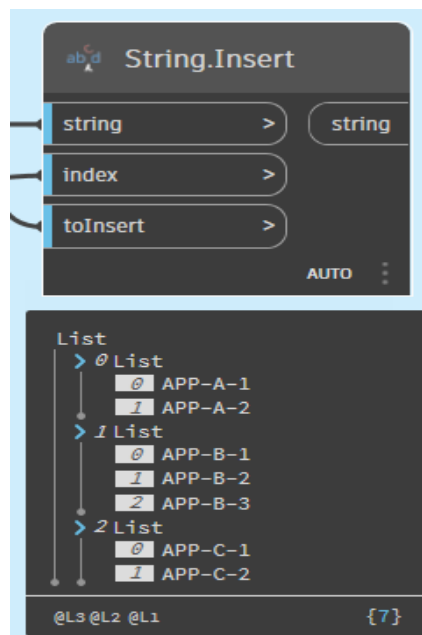 abcd
String.Insert
string > string
index >
toInsert >
AUTO
List
0 List
0 APP-A-1
1 APP-A-2
1 List
0 APP-B-1
1 APP-B-2
2 APP-B-3
2 List
0 APP-C-1
1 APP-C-2
@L3 @L2 @L1 {7}